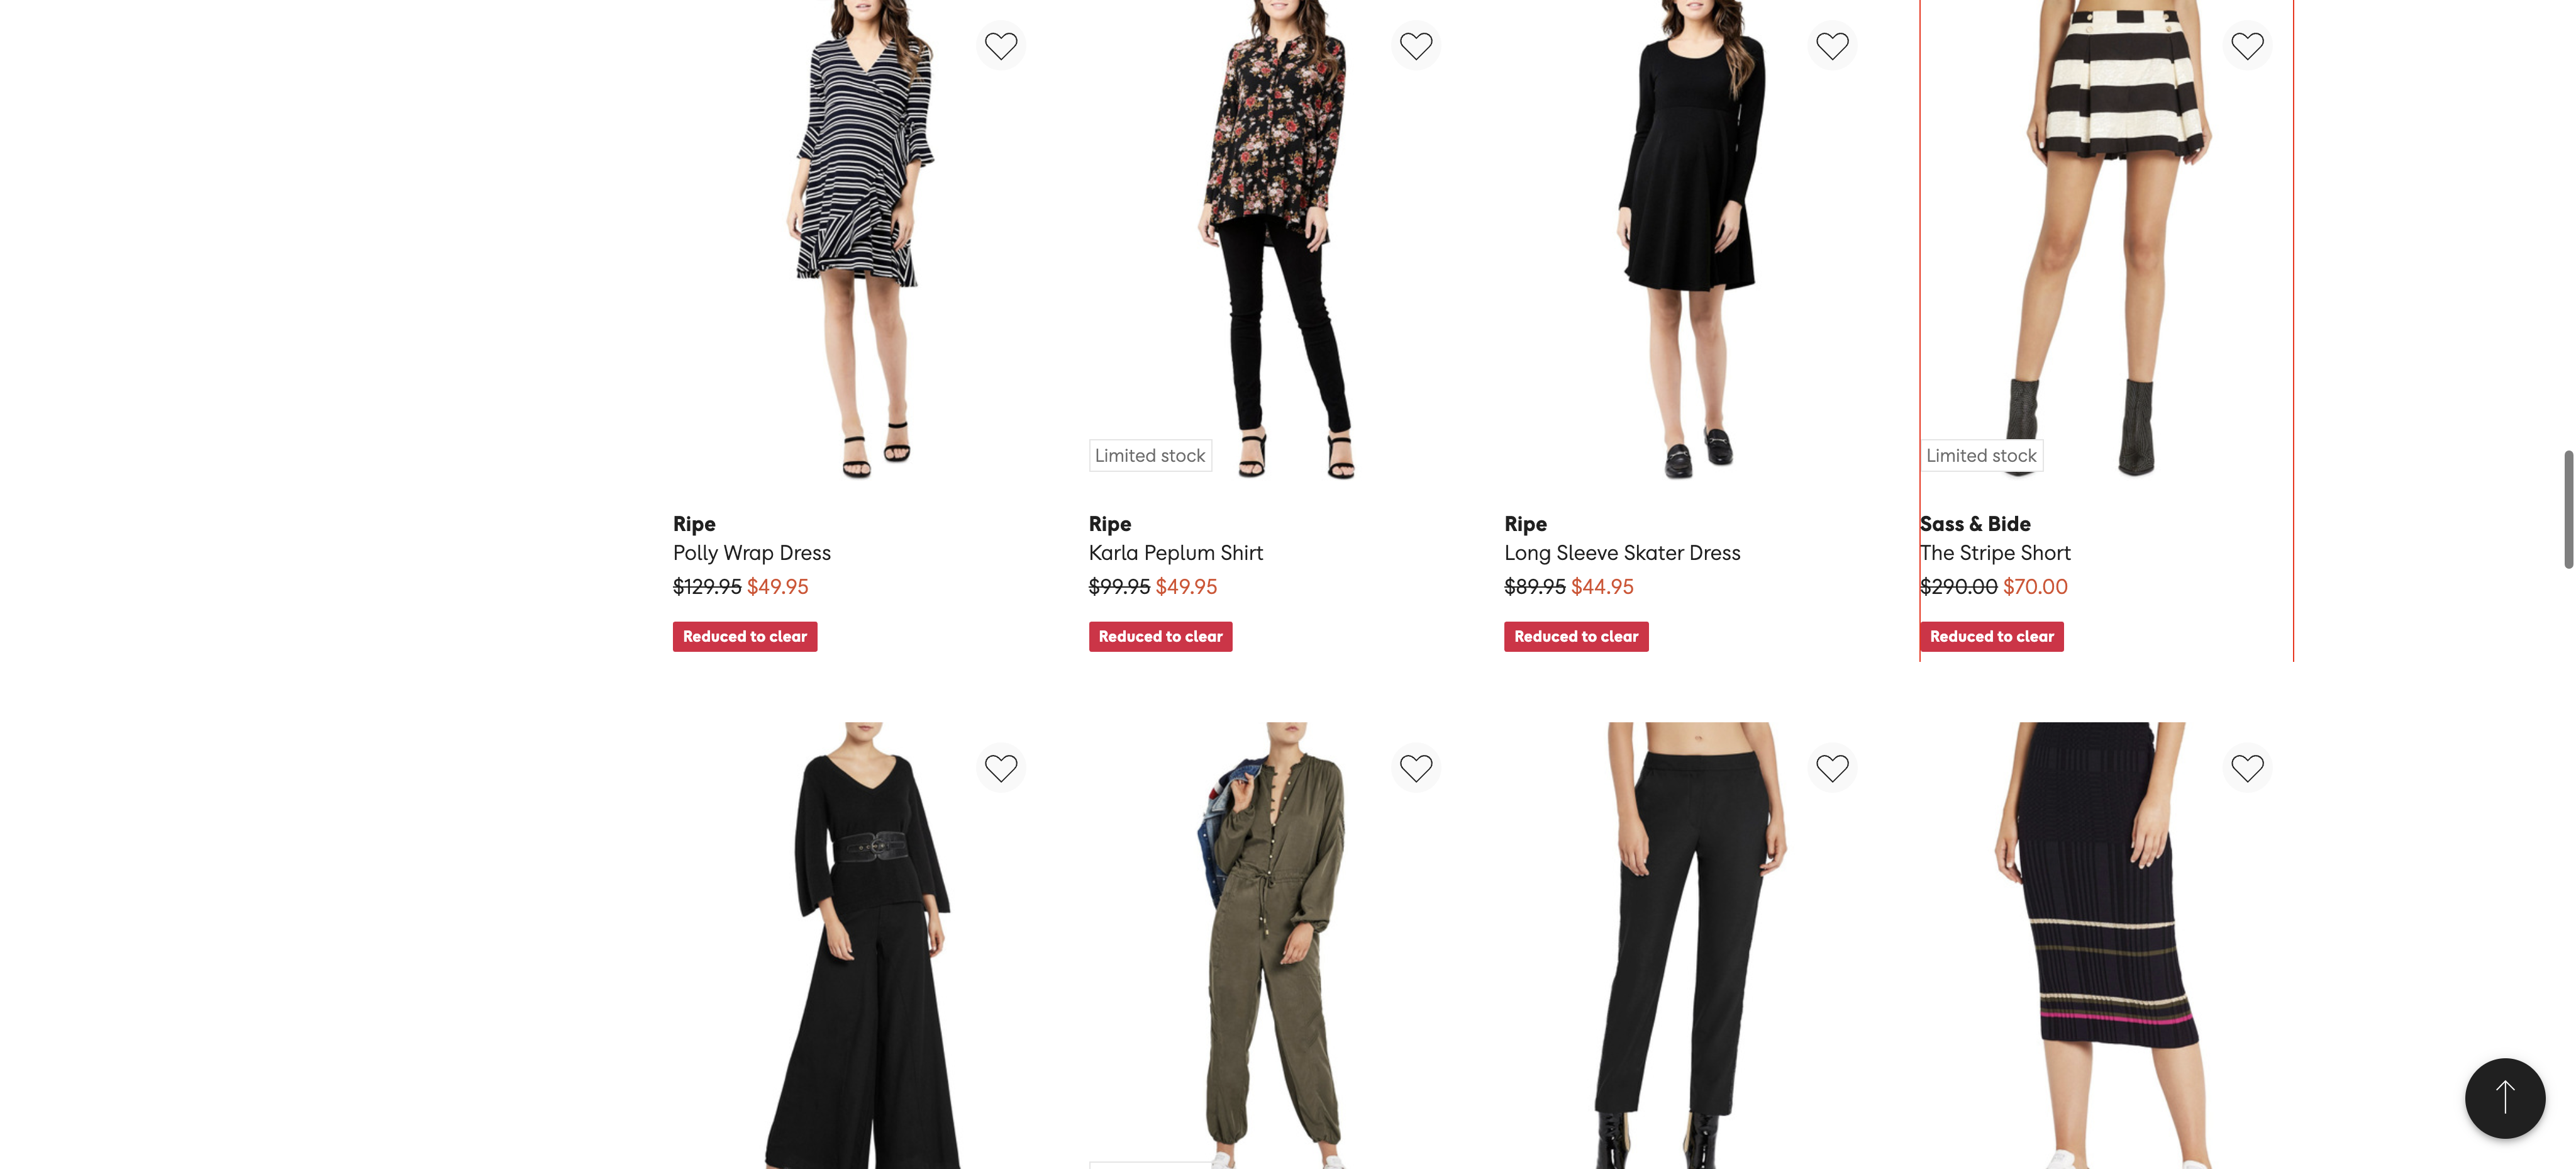 Limited stock
Limited stock
Ripe
Polly Wrap Dress
$129.95 $49.95
Reduced to clear
Ripe
Karla Peplum Shirt
$99.95 $49.95
Reduced to clear
Ripe
Long Sleeve Skater Dress
$89.95 $44.95
Reduced to clear
Sass & Bide
The Stripe Short
$290.00 $70.00
Reduced to clear